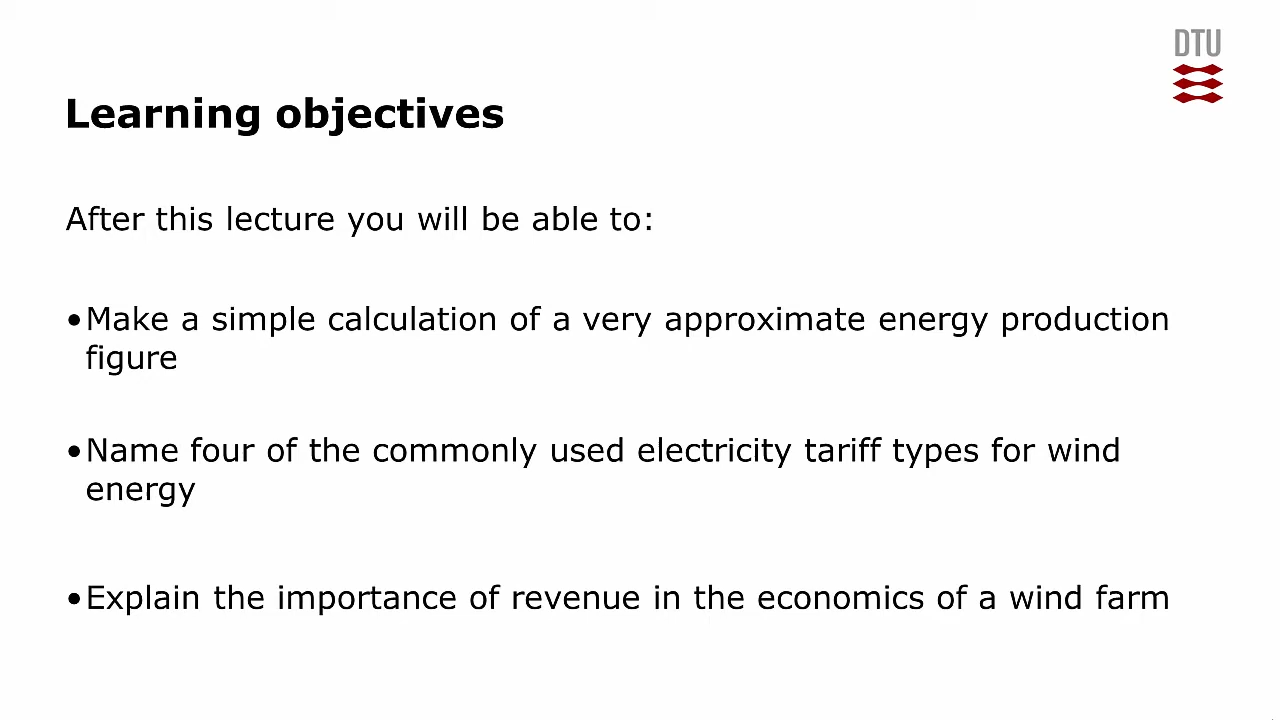 DTU
Learning objectives
After this lecture you will be able to:
•Make a simple calculation of a very approximate energy production
figure
•Name four of the commonly used electricity tariff types for wind
energy
•Explain the importance of revenue in the economics of a wind farm